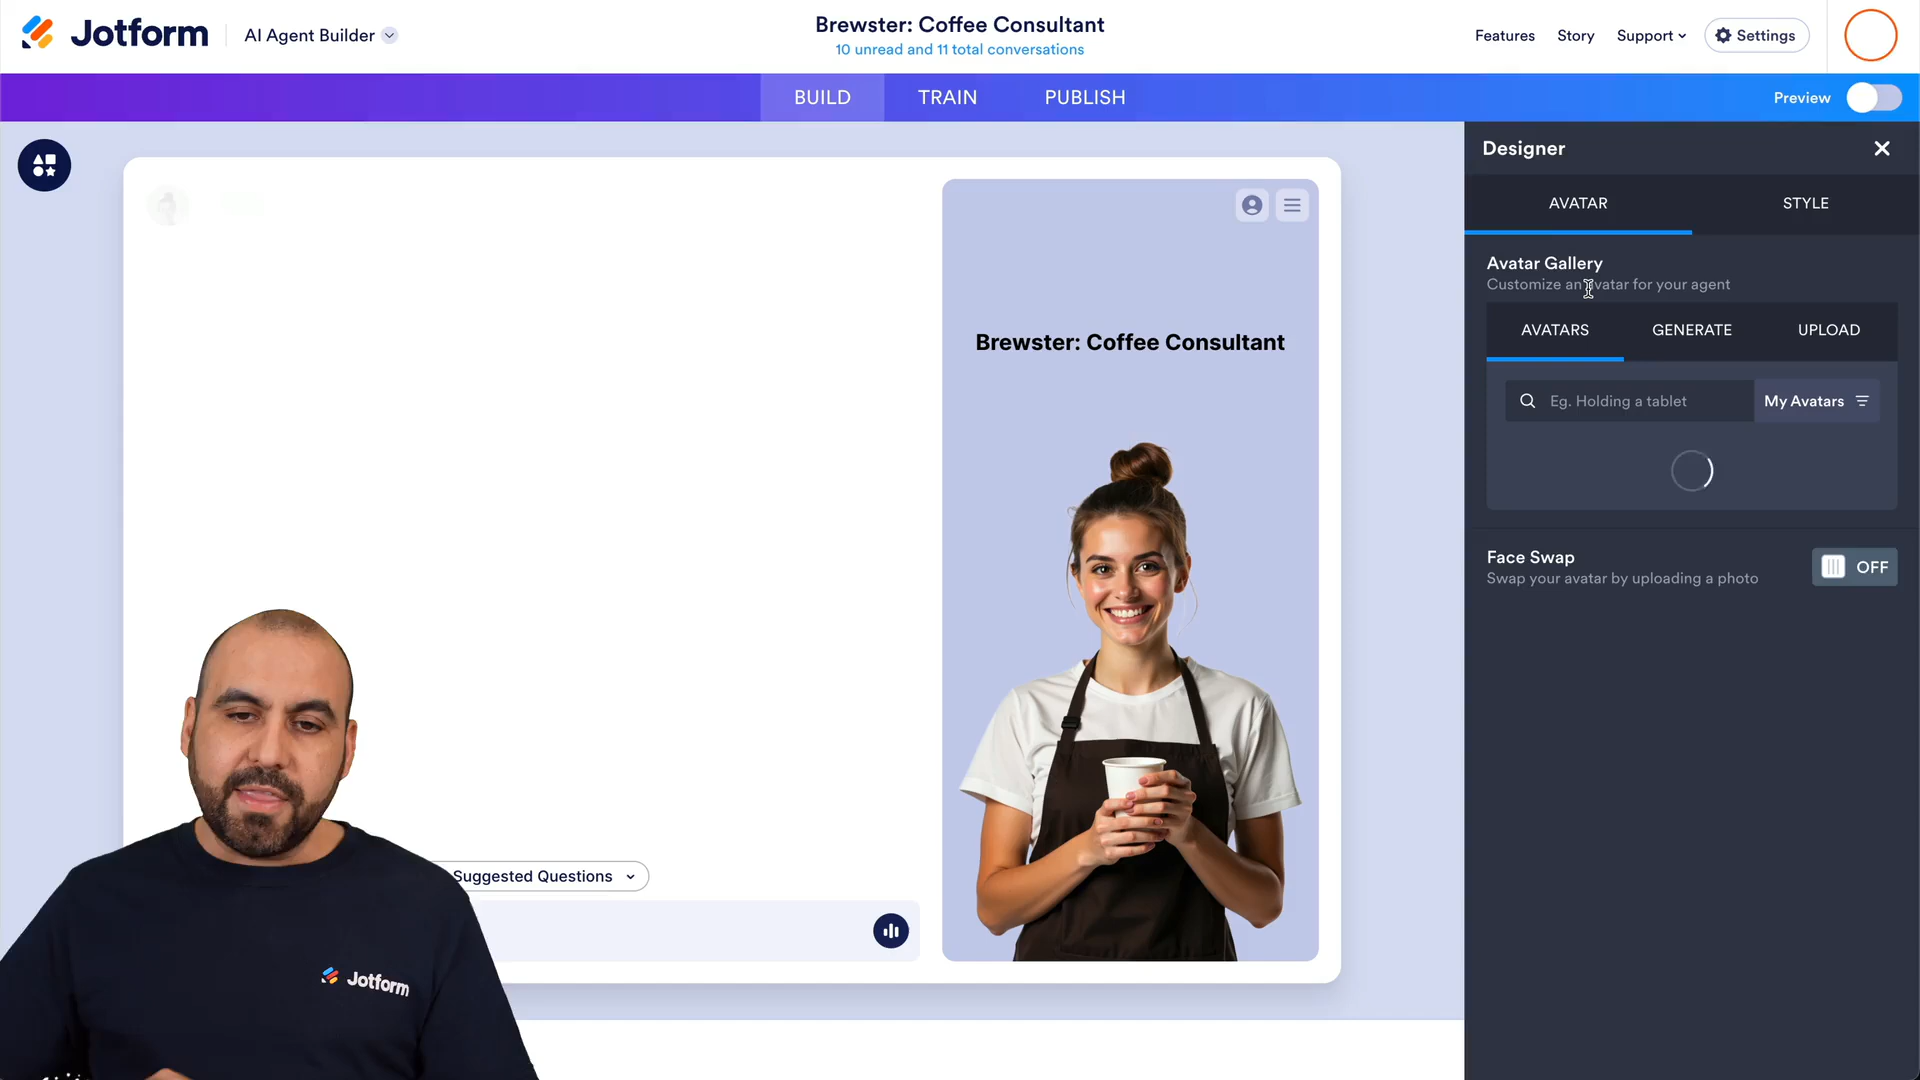 Jotform
AI Agent Builder
Brewster: Coffee Consultant
10 unread and 11 total conversations
Features
Story
Support
Settings
BUILD
TRAIN
PUBLISH
Preview
Designer
AVATAR
STYLE
Avatar Gallery
Customize an avatar for your agent
AVATARS
GENERATE
UPLOAD
Eg. Holding a tablet
My Avatars
Face Swap
Swap your avatar by uploading a photo
OFF
Brewster: Coffee Consultant
Suggested Questions
Jotform